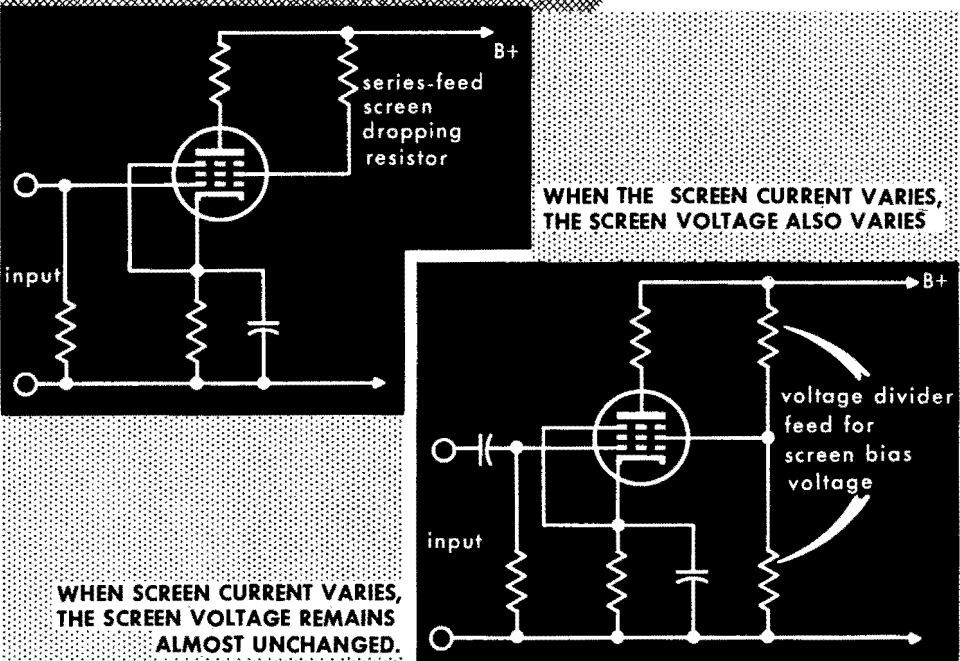 B+
series-feed
screen
dropping
resistor
input
WHEN THE SCREEN CURRENT VARIES,
THE SCREEN VOLTAGE ALSO VARIES
B+
voltage divider
feed for
screen bias
voltage
input
WHEN SCREEN CURRENT VARIES,
THE SCREEN VOLTAGE REMAINS
ALMOST UNCHANGED.